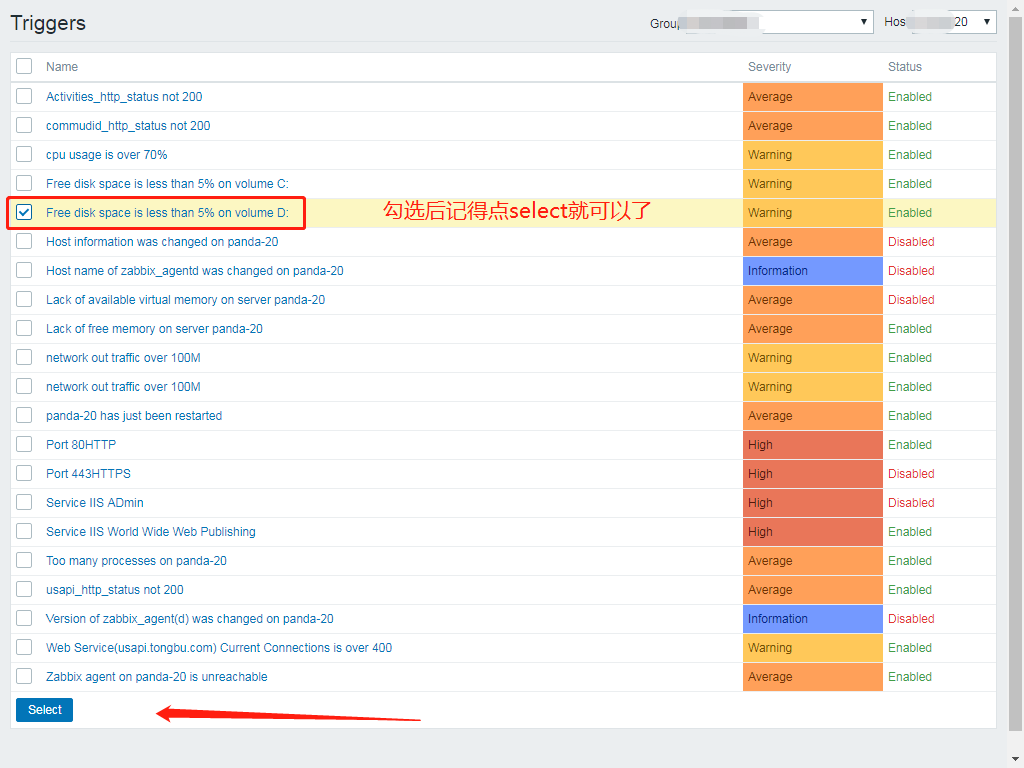 Triggers
Hos 20
Name Severity Status
Activities_http_status not 200 Average Enabled
commudid_http_status not 200 Average Enabled
cpu usage is over 70% Warning Enabled
Free disk space is less than 5% on volume C: Warning Enabled
Free disk space is less than 5% on volume D: 勾选后记得点select就可以了 Warning Enabled
Host information was changed on panda-20 Average Disabled
Host name of zabbix_agentd was changed on panda-20 Information Disabled
Lack of available virtual memory on server panda-20 Average Disabled
Lack of free memory on server panda-20 Average Enabled
network out traffic over 100M Warning Enabled
network out traffic over 100M Warning Enabled
panda-20 has just been restarted Average Enabled
Port 80HTTP High Enabled
Port 443HTTPS High Disabled
Service IIS ADmin High Disabled
Service IIS World Wide Web Publishing High Enabled
Too many processes on panda-20 Average Enabled
usapi_http_status not 200 Average Enabled
Version of zabbix_agent(d) was changed on panda-20 Information Disabled
Web Service(usapi.tongbu.com) Current Connections is over 400 Warning Enabled
Zabbix agent on panda-20 is unreachable Average Enabled
Select